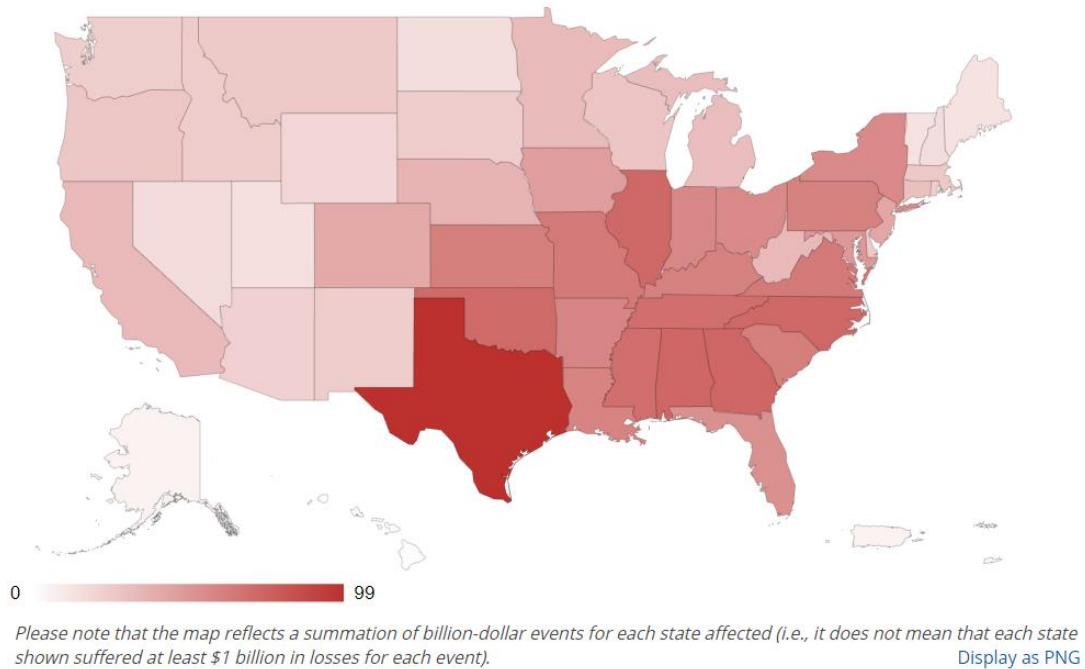 0 99
Please note that the map reflects a summation of billion-dollar events for each state affected (i.e., it does not mean that each state
shown suffered at least $1 billion in losses for each event).
Display as PNG